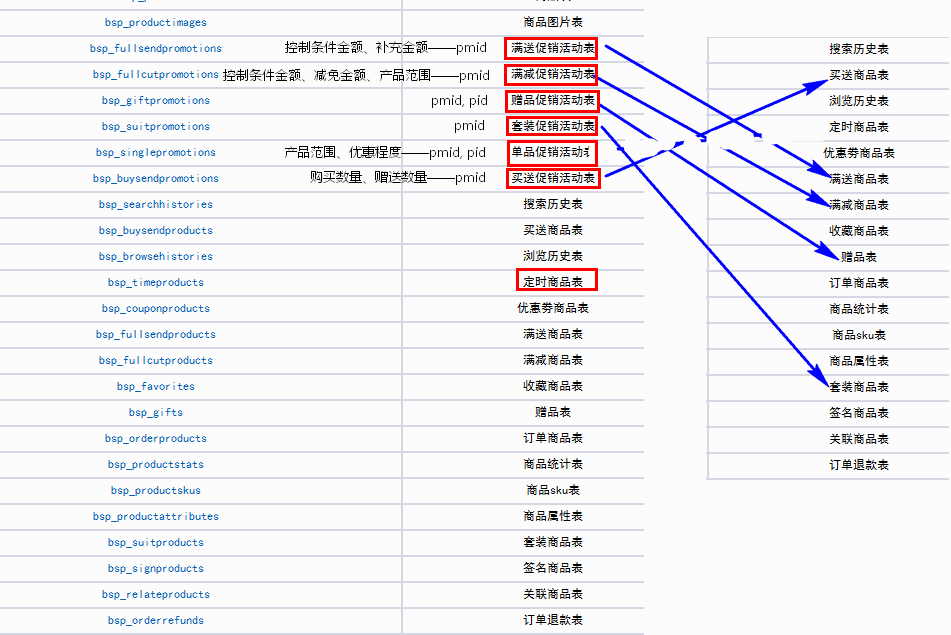 bsp_productimages 商品图片表
bsp_fullsendpromotions 控制条件金额、补充金额——pmid 满送促销活动表
bsp_fullcutpromotions 控制条件金额、减免金额、产品范围——pmid 满减促销活动表
bsp_giftpromotions pmid, pid 赠品促销活动表
bsp_suitpromotions pmid 套装促销活动表
bsp_singlepromotions 产品范围、优惠程度——pmid, pid 单品促销活动
bsp_buysendpromotions 购买数量、赠送数量——pmid 买送促销活动表
bsp_searchhistories 搜索历史表
bsp_buysendproducts 买送商品表
bsp_browsehistories 浏览历史表
bsp_timeproducts 定时商品表
bsp_couponproducts 优惠劵商品表
bsp_fullsendproducts 满送商品表
bsp_fullcutproducts 满减商品表
bsp_favorites 收藏商品表
bsp_gifts 赠品表
bsp_orderproducts 订单商品表
bsp_productstats 商品统计表
bsp_productskus 商品sku表
bsp_productattributes 商品属性表
bsp_suitproducts 套装商品表
bsp_signproducts 签名商品表
bsp_relateproducts 关联商品表
bsp_orderrefunds 订单退款表
搜索历史表
买送商品表
浏览历史表
定时商品表
优惠劵商品表
满送商品表
满减商品表
收藏商品表
赠品表
订单商品表
商品统计表
商品sku表
商品属性表
套装商品表
签名商品表
关联商品表
订单退款表